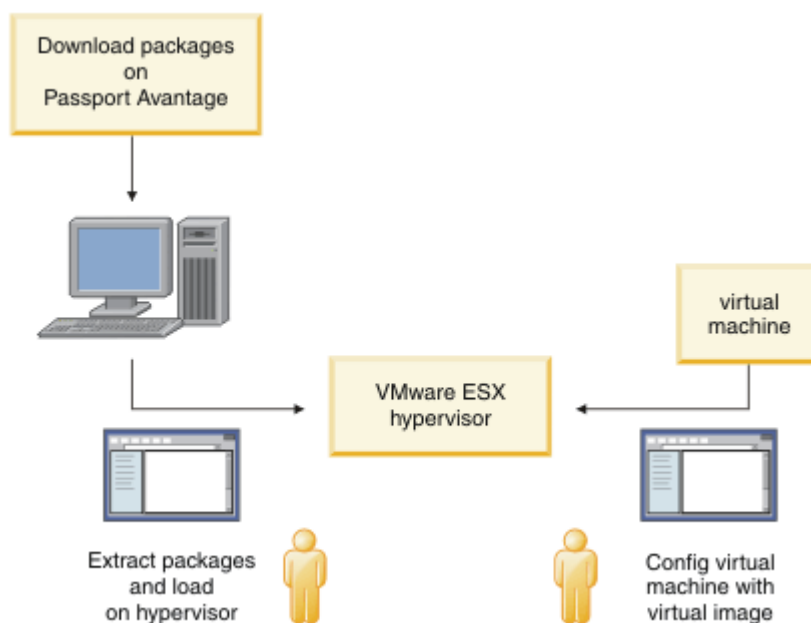 Download packages
on
Passport Avantage
virtual
machine
VMware ESX
hypervisor
Extract packages
and load
on hypervisor
Config virtual
machine with
virtual image